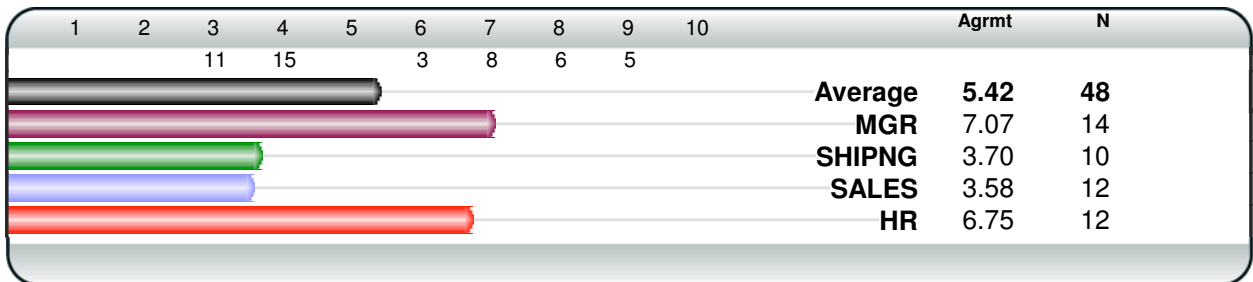 1 2 3 4 5 6 7 8 9 10 Agrmt N
11 15 3 8 6 5
Average 5.42 48
MGR 7.07 14
SHIPNG 3.70 10
SALES 3.58 12
HR 6.75 12